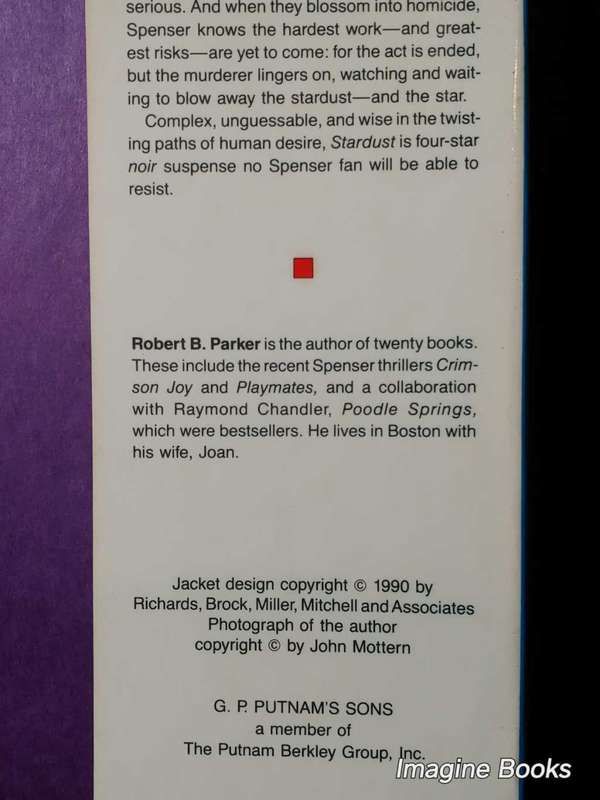 serious. And when they blossom into homicide,
Spenser knows the hardest work—and great-
est risks—are yet to come: for the act is ended,
but the murderer lingers on, watching and wait-
ing to blow away the stardust—and the star.
Complex, unguessable, and wise in the twist-
ing paths of human desire, Stardust is four-star
noir suspense no Spenser fan will be able to
resist.
Robert B. Parker is the author of twenty books.
These include the recent Spenser thrillers Crim-
son Joy and Playmates, and a collaboration
with Raymond Chandler, Poodle Springs,
which were bestsellers. He lives in Boston with
his wife, Joan.
Jacket design copyright © 1990 by
Richards, Brock, Miller, Mitchell and Associates
Photograph of the author
copyright © by John Mottern
G. P. PUTNAM'S SONS
a member of
The Putnam Berkley Group, Inc.
Imagine Books